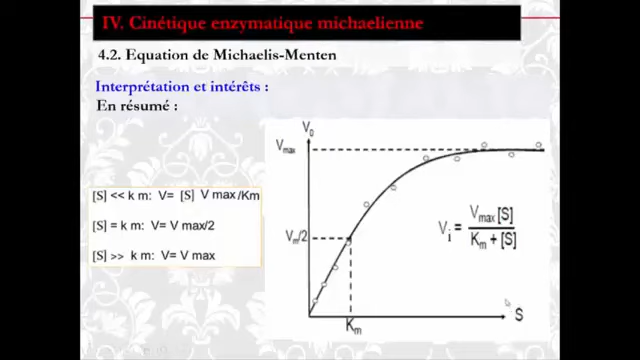 IV. Cinétique enzymatique michaelienne
4.2. Equation de Michaelis-Menten
Interprétation et intérêts :
En résumé :
[S] << k m: V= [S] V max/Km
[S] = k m: V= V max/2
[S] >> k m: V= V max
V0
Vmax
Vm/2
Km
S
Vi = Vmax [S] / Km + [S]